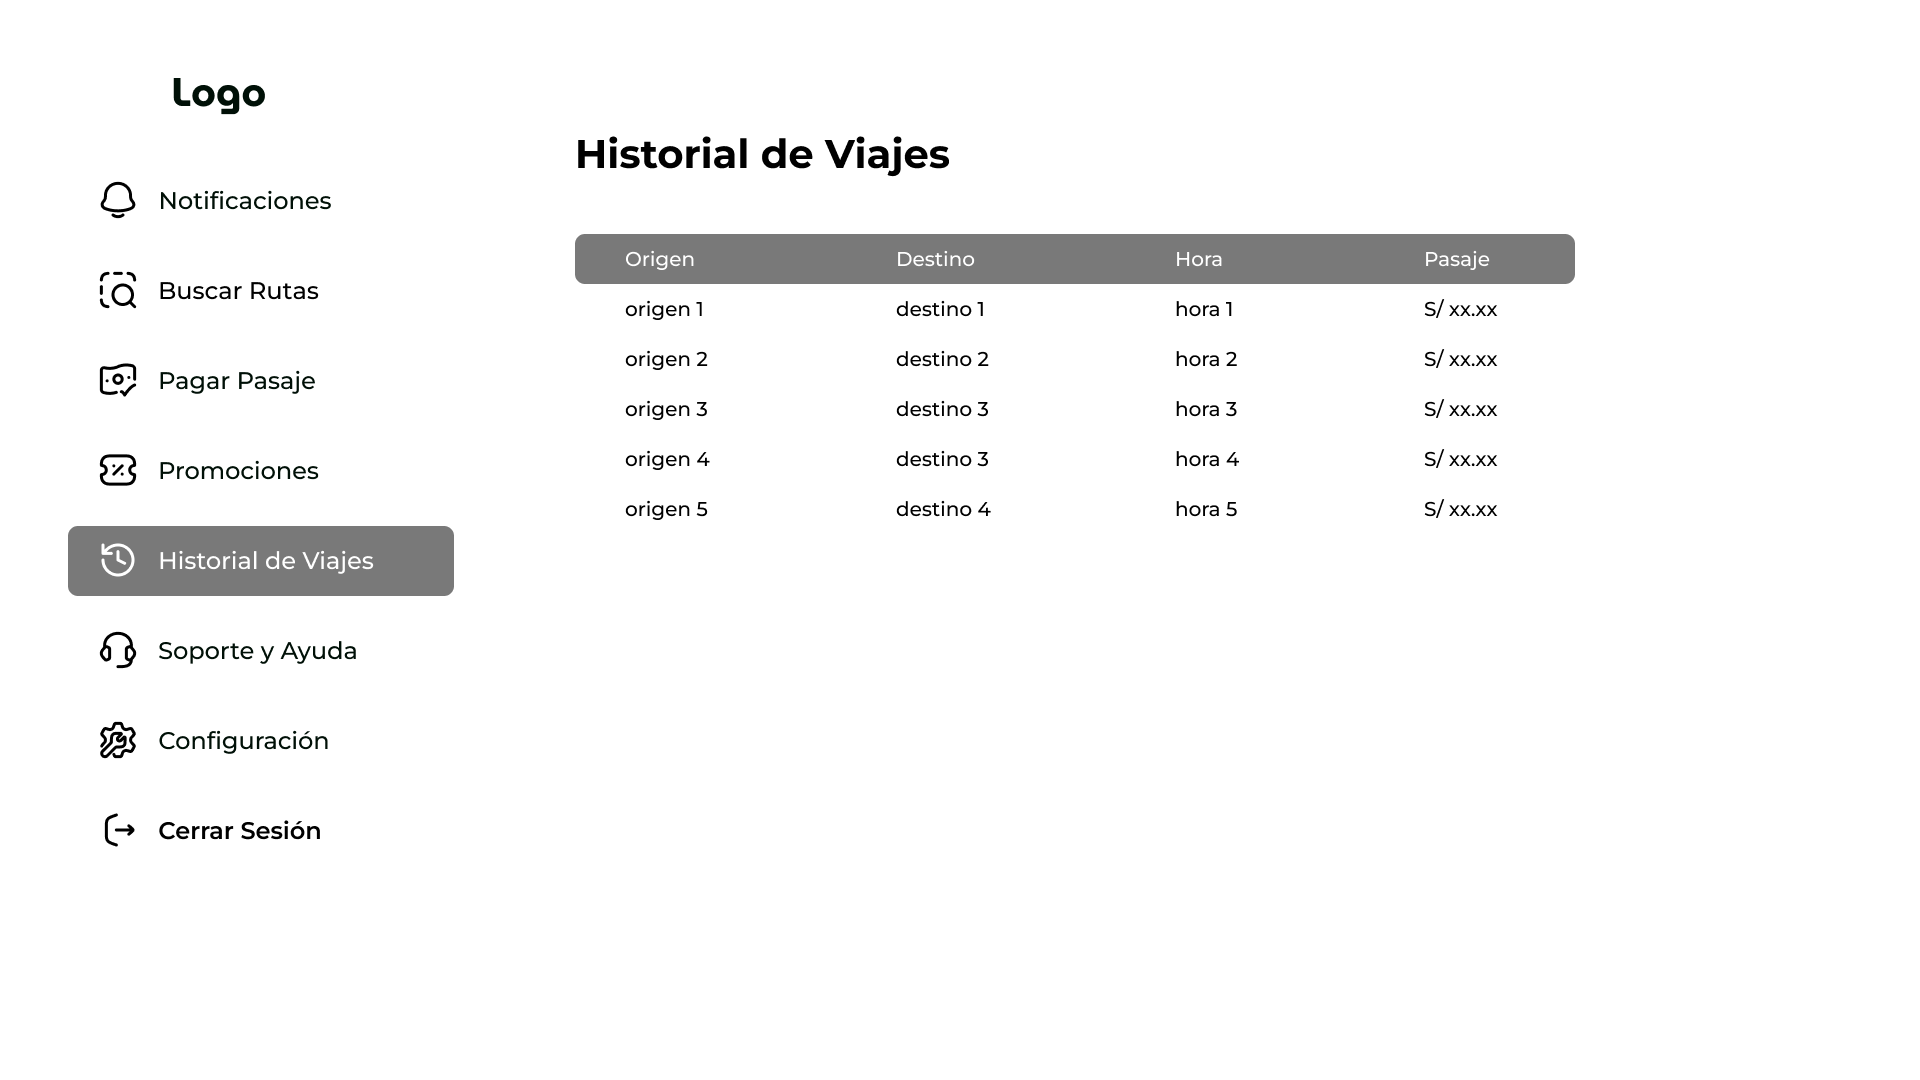 Logo
Notificaciones
Buscar Rutas
Pagar Pasaje
Promociones
Historial de Viajes
Soporte y Ayuda
Configuración
Cerrar Sesión
Historial de Viajes
Origen Destino Hora Pasaje
origen 1 destino 1 hora 1 S/ xx.xx
origen 2 destino 2 hora 2 S/ xx.xx
origen 3 destino 3 hora 3 S/ xx.xx
origen 4 destino 3 hora 4 S/ xx.xx
origen 5 destino 4 hora 5 S/ xx.xx